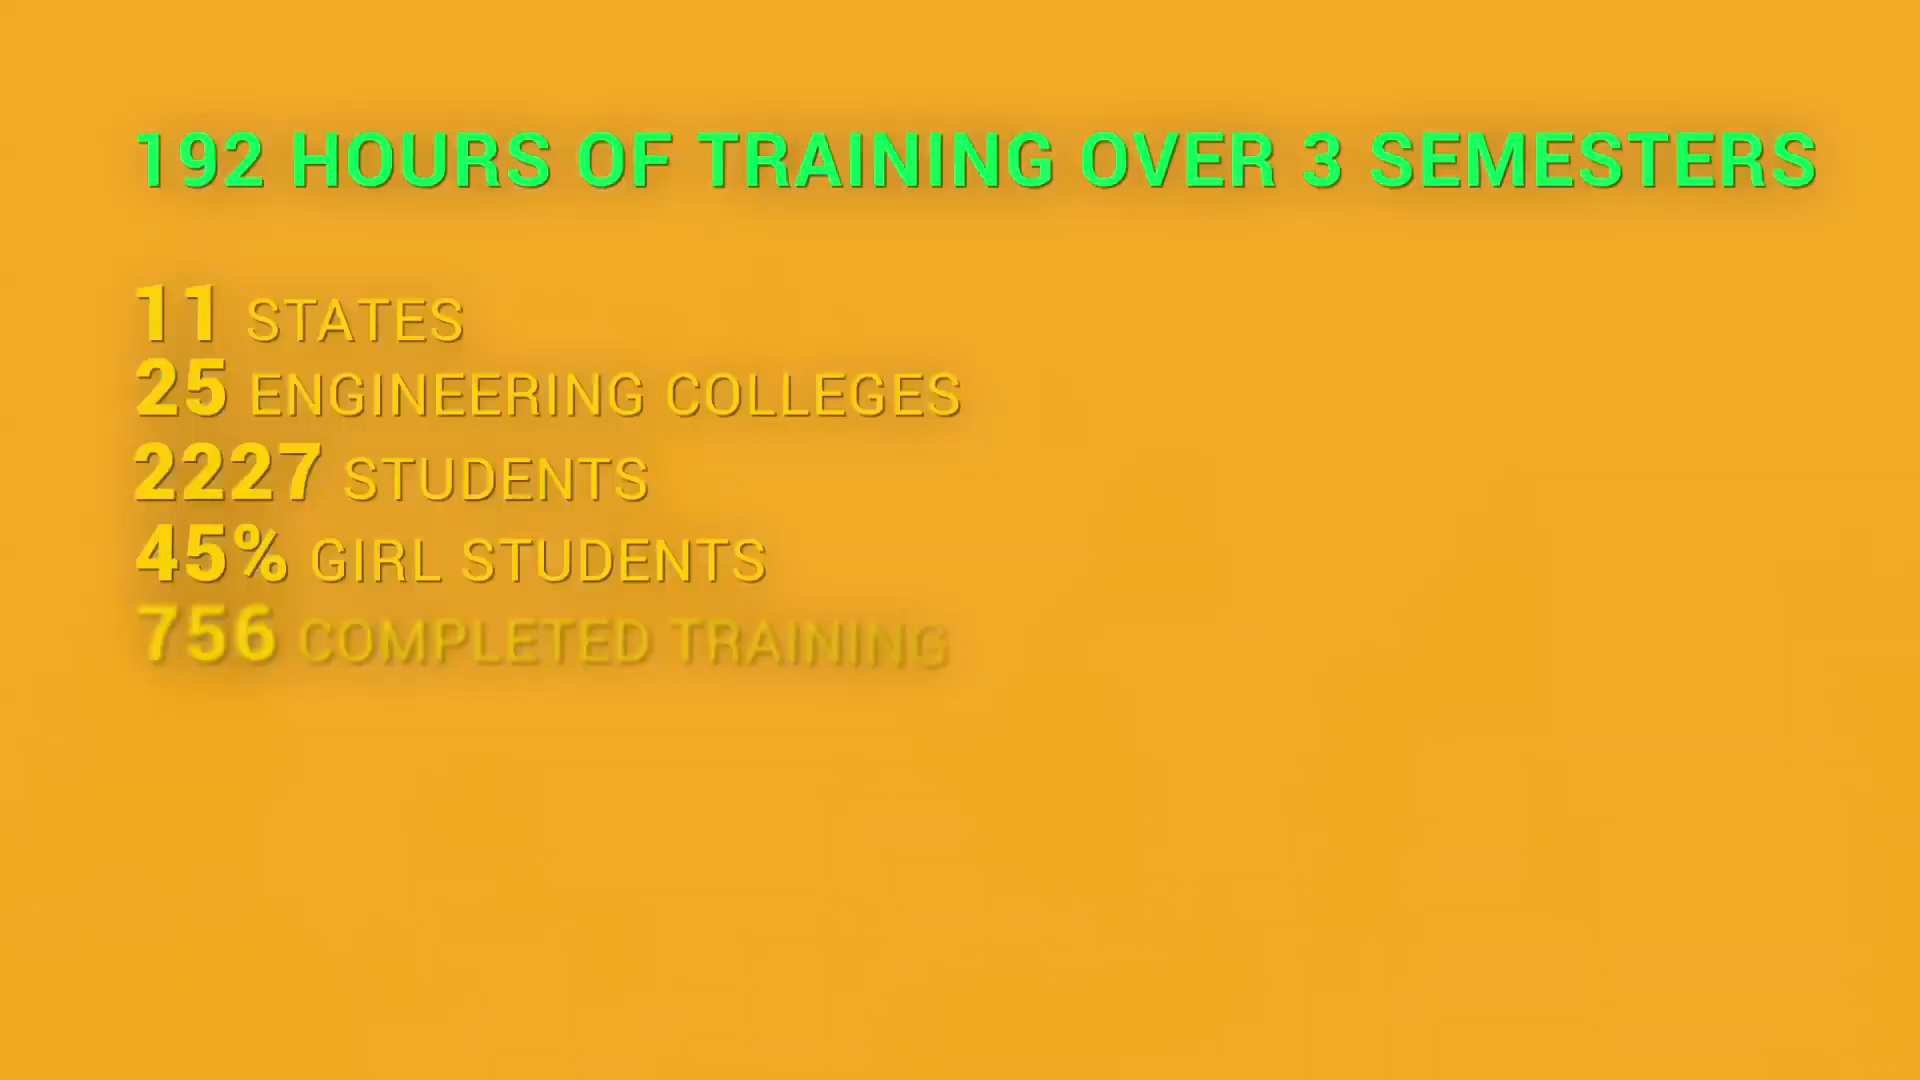 192 HOURS OF TRAINING OVER 3 SEMESTERS
11 STATES
25 ENGINEERING COLLEGES
2227 STUDENTS
45% GIRL STUDENTS
756 COMPLETED TRAINING